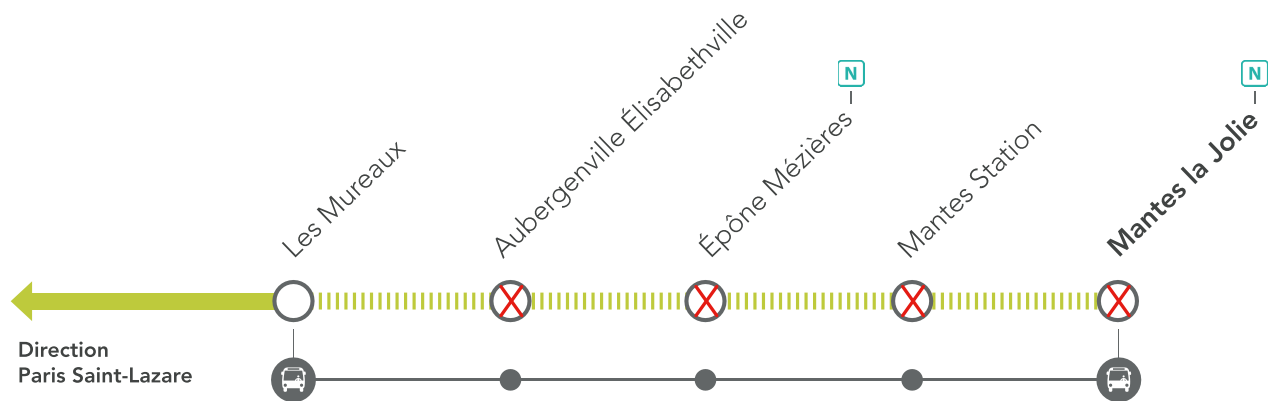 Les Mureaux
Aubergenville Élisabethville
N
Épône Mézières
Mantes Station
N
Mantes la Jolie
Direction
Paris Saint-Lazare